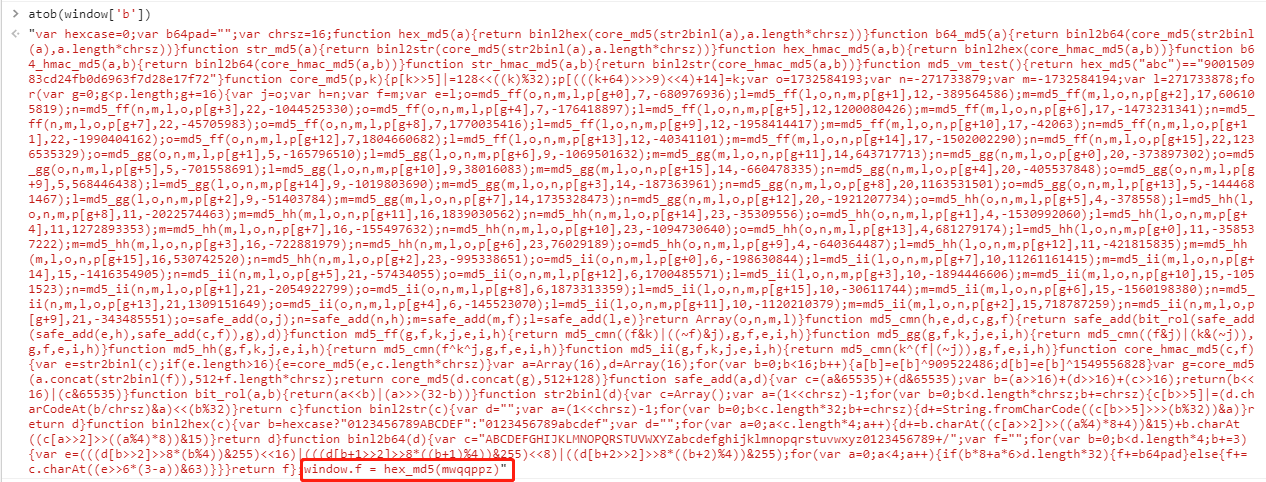 > atob(window['b'])
"var hexcase=0;var b64pad="";var chrsz=16;function hex_md5(a){return binl2hex(core_md5(str2binl(a),a.length*chrsz))}function b64_md5(a){return binl2b64(core_md5(str2binl
(a),a.length*chrsz))}function str_md5(a){return binl2str(core_md5(str2binl(a),a.length*chrsz))}function hex_hmac_md5(a,b){return binl2hex(core_hmac_md5(a,b))}function b6
4_hmac_md5(a,b){return binl2b64(core_hmac_md5(a,b))}function str_hmac_md5(a,b){return binl2str(core_hmac_md5(a,b))}function md5_vm_test(){return hex_md5("abc")=="9001509
83cd24fb0d6963f7d28e17f72"}function core_md5(p,k){p[k>>5]|=128<<((k)%32);p[(((k+64)>>>9)<<4)+14]=k;var o=1732584193;var n=-271733879;var m=-1732584194;var l=271733878;fo
r(var g=0;g<p.length;g+=16){var j=o;var h=n;var f=m;var e=l;o=md5_ff(o,n,m,l,p[g+0],7,-680976936);l=md5_ff(l,o,n,m,p[g+1],12,-389564586);m=md5_ff(m,l,o,n,p[g+2],17,60610
5819);n=md5_ff(n,m,l,o,p[g+3],22,-1044525330);o=md5_ff(o,n,m,l,p[g+4],7,-176418897);l=md5_ff(l,o,n,m,p[g+5],12,1200080426);m=md5_ff(m,l,o,n,p[g+6],17,-1473231341);n=md5_
ff(n,m,l,o,p[g+7],22,-45705983);o=md5_ff(o,n,m,l,p[g+8],7,1770035416);l=md5_ff(l,o,n,m,p[g+9],12,-1958414417);m=md5_ff(m,l,o,n,p[g+10],17,-42063);n=md5_ff(n,m,l,o,p[g+1
1],22,-1990404162);o=md5_ff(o,n,m,l,p[g+12],7,1804660682);l=md5_ff(l,o,n,m,p[g+13],12,-40341101);m=md5_ff(m,l,o,n,p[g+14],17,-1502002290);n=md5_ff(n,m,l,o,p[g+15],22,123
6535329);o=md5_gg(o,n,m,l,p[g+1],5,-165796510);l=md5_gg(l,o,n,m,p[g+6],9,-1069501632);m=md5_gg(m,l,o,n,p[g+11],14,643717713);n=md5_gg(n,m,l,o,p[g+0],20,-373897302);o=md5
_gg(o,n,m,l,p[g+5],5,-701558691);l=md5_gg(l,o,n,m,p[g+10],9,38016083);m=md5_gg(m,l,o,n,p[g+15],14,-660478335);n=md5_gg(n,m,l,o,p[g+4],20,-405537848);o=md5_gg(o,n,m,l,p[g
+9],5,568446438);l=md5_gg(l,o,n,m,p[g+14],9,-1019803690);m=md5_gg(m,l,o,n,p[g+3],14,-187363961);n=md5_gg(n,m,l,o,p[g+8],20,1163531501);o=md5_gg(o,n,m,l,p[g+13],5,-144468
1467);l=md5_gg(l,o,n,m,p[g+2],9,-51403784);m=md5_gg(m,l,o,n,p[g+7],14,1735328473);n=md5_gg(n,m,l,o,p[g+12],20,-1921207734);o=md5_hh(o,n,m,l,p[g+5],4,-378558);l=md5_hh(l,
o,n,m,p[g+8],11,-2022574463);m=md5_hh(m,l,o,n,p[g+11],16,1839030562);n=md5_hh(n,m,l,o,p[g+14],23,-35309556);o=md5_hh(o,n,m,l,p[g+1],4,-1530992060);l=md5_hh(l,o,n,m,p[g+
4],11,1272893353);m=md5_hh(m,l,o,n,p[g+7],16,-155497632);n=md5_hh(n,m,l,o,p[g+10],23,-1094730640);o=md5_hh(o,n,m,l,p[g+13],4,681279174);l=md5_hh(l,o,n,m,p[g+0],11,-35853
7222);m=md5_hh(m,l,o,n,p[g+3],16,-722881979);n=md5_hh(n,m,l,o,p[g+6],23,76029189);o=md5_hh(o,n,m,l,p[g+9],4,-640364487);l=md5_hh(l,o,n,m,p[g+12],11,-421815835);m=md5_hh
(m,l,o,n,p[g+15],16,530742520);n=md5_hh(n,m,l,o,p[g+2],23,-995338651);o=md5_ii(o,n,m,l,p[g+0],6,-198630844);l=md5_ii(l,o,n,m,p[g+7],10,11261161415);m=md5_ii(m,l,o,n,p[g+
14],15,-1416354905);n=md5_ii(n,m,l,o,p[g+5],21,-57434055);o=md5_ii(o,n,m,l,p[g+12],6,1700485571);l=md5_ii(l,o,n,m,p[g+3],10,-1894446606);m=md5_ii(m,l,o,n,p[g+10],15,-105
1523);n=md5_ii(n,m,l,o,p[g+1],21,-2054922799);o=md5_ii(o,n,m,l,p[g+8],6,1873313359);l=md5_ii(l,o,n,m,p[g+15],10,-30611744);m=md5_ii(m,l,o,n,p[g+6],15,-1560198380);n=md5_
ii(n,m,l,o,p[g+13],21,1309151649);o=md5_ii(o,n,m,l,p[g+4],6,-145523070);l=md5_ii(l,o,n,m,p[g+11],10,-1120210379);m=md5_ii(m,l,o,n,p[g+2],15,718787259);n=md5_ii(n,m,l,o,p
[g+9],21,-343485551);o=safe_add(o,j);n=safe_add(n,h);m=safe_add(m,f);l=safe_add(l,e)}return Array(o,n,m,l)}function md5_cmn(h,e,d,c,g,f){return safe_add(bit_rol(safe_add
(safe_add(e,h),safe_add(c,f)),g),d)}function md5_ff(g,f,k,j,e,i,h){return md5_cmn((f&k)|((~f)&j),g,f,e,i,h)}function md5_gg(g,f,k,j,e,i,h){return md5_cmn((f&j)|(k&(~j)),
g,f,e,i,h)}function md5_hh(g,f,k,j,e,i,h){return md5_cmn(f^k^j,g,f,e,i,h)}function md5_ii(g,f,k,j,e,i,h){return md5_cmn(k^(f|(~j)),g,f,e,i,h)}function core_hmac_md5(c,f)
{var e=str2binl(c);if(e.length>16){e=core_md5(e,c.length*chrsz)}var a=Array(16),d=Array(16);for(var b=0;b<16;b++){a[b]=e[b]^909522486;d[b]=e[b]^1549556828}var g=core_md5
(a.concat(str2binl(f)),512+f.length*chrsz);return core_md5(d.concat(g),512+128)}function safe_add(a,d){var c=(a&65535)+(d&65535);var b=(a>>16)+(d>>16)+(c>>16);return(b<<
16)|(c&65535)}function bit_rol(a,b){return(a<<b)|(a>>>(32-b))}function str2binl(d){var c=Array();var a=(1<<chrsz)-1;for(var b=0;b<d.length*chrsz;b+=chrsz){c[b>>5]|=(d.ch
arCodeAt(b/chrsz)&a)<<(b%32)}return c}function binl2str(c){var d="";var a=(1<<chrsz)-1;for(var b=0;b<c.length*32;b+=chrsz){d+=String.fromCharCode((c[b>>5]>>>(b%32))&a)}r
eturn d}function binl2hex(c){var b=hexcase?"0123456789ABCDEF":"0123456789abcdef";var d="";for(var a=0;a<c.length*4;a++){d+=b.charAt((c[a>>2]>>((a%4)*8+4))&15)+b.charAt
((c[a>>2]>>((a%4)*8))&15)}return d}function binl2b64(d){var c="ABCDEFGHIJKLMNOPQRSTUVWXYZabcdefghijklmnopqrstuvwxyz0123456789+/";var f="";for(var b=0;b<d.length*4;b+=3)
{var e=(((d[b>>2]>>8*(b%4))&255)<<16)|(((d[b+1>>2]>>8*((b+1)%4))&255)<<8)|((d[b+2>>2]>>8*((b+2)%4))&255);for(var a=0;a<4;a++){if(b*8+a*6>d.length*32){f+=b64pad}else{f+=
c.charAt((e>>6*(3-a))&63)}}}return f};window.f = hex_md5(mwqqppz)"